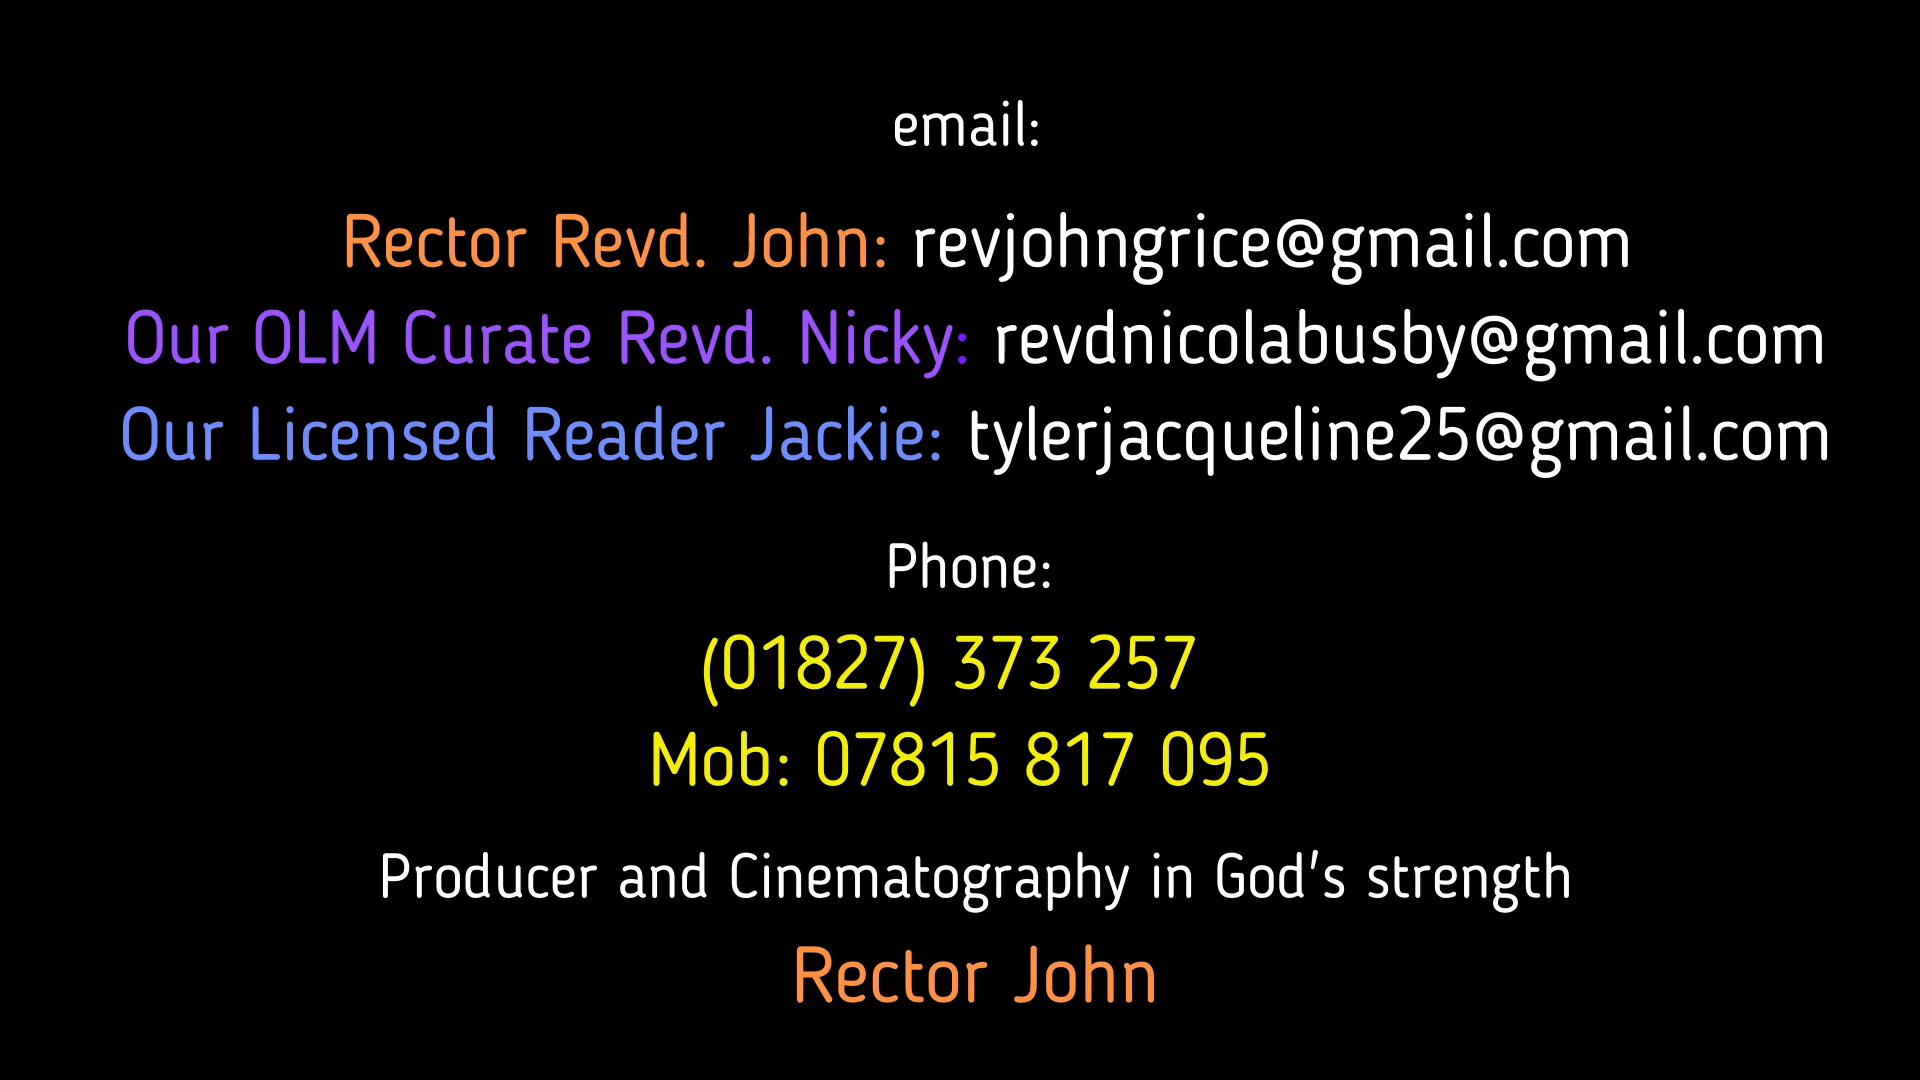 email:
Rector Revd. John: revjohngrice@gmail.com
Our OLM Curate Revd. Nicky: revdnicolabusby@gmail.com
Our Licensed Reader Jackie: tylerjacqueline25@gmail.com
Phone:
(01827) 373 257
Mob: 07815 817 095
Producer and Cinematography in God's strength
Rector John